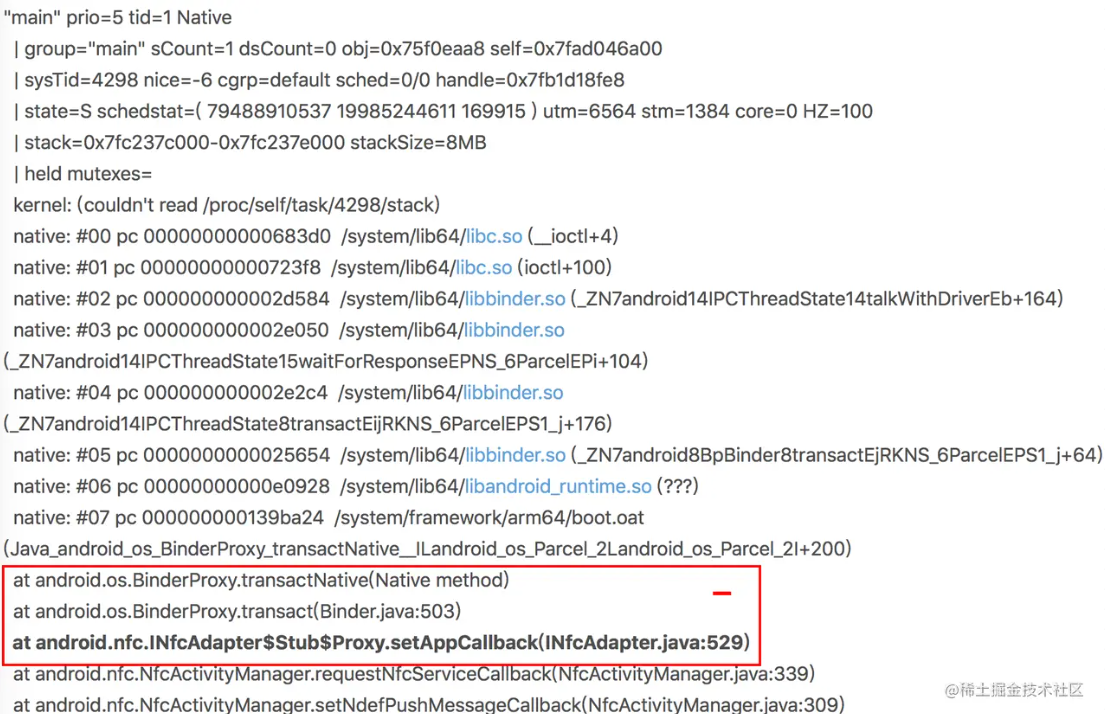 "main" prio=5 tid=1 Native
| group="main" sCount=1 dsCount=0 obj=0x75f0eaa8 self=0x7fad046a00
| sysTid=4298 nice=-6 cgrp=default sched=0/0 handle=0x7fb1d18fe8
| state=S schedstat=( 79488910537 19985244611 169915 ) utm=6564 stm=1384 core=0 HZ=100
| stack=0x7fc237c000-0x7fc237e000 stackSize=8MB
| held mutexes=
kernel: (couldn't read /proc/self/task/4298/stack)
native: #00 pc 00000000000683d0 /system/lib64/libc.so (__ioctl+4)
native: #01 pc 00000000000723f8 /system/lib64/libc.so (ioctl+100)
native: #02 pc 000000000002d584 /system/lib64/libbinder.so (_ZN7android14IPCThreadState14talkWithDriverEb+164)
native: #03 pc 000000000002e050 /system/lib64/libbinder.so
(_ZN7android14IPCThreadState15waitForResponseEPNS_6ParcelEPi+104)
native: #04 pc 000000000002e2c4 /system/lib64/libbinder.so
(_ZN7android14IPCThreadState8transactEijRKNS_6ParcelEPS1_j+176)
native: #05 pc 0000000000025654 /system/lib64/libbinder.so (_ZN7android8BpBinder8transactEjRKNS_6ParcelEPS1_j+64)
native: #06 pc 00000000000e0928 /system/lib64/libandroid_runtime.so (???)
native: #07 pc 000000000139ba24 /system/framework/arm64/boot.oat
(Java_android_os_BinderProxy_transactNative__ILandroid_os_Parcel_2Landroid_os_Parcel_2I+200)
at android.os.BinderProxy.transactNative(Native method)
at android.os.BinderProxy.transact(Binder.java:503)
at android.nfc.INfcAdapter$Stub$Proxy.setAppCallback(INfcAdapter.java:529)
at android.nfc.NfcActivityManager.requestNfcServiceCallback(NfcActivityManager.java:339)
at android.nfc.NfcActivityManager.setNdefPushMessageCallback(NfcActivityManager.java:309)
@稀土掘金技术社区